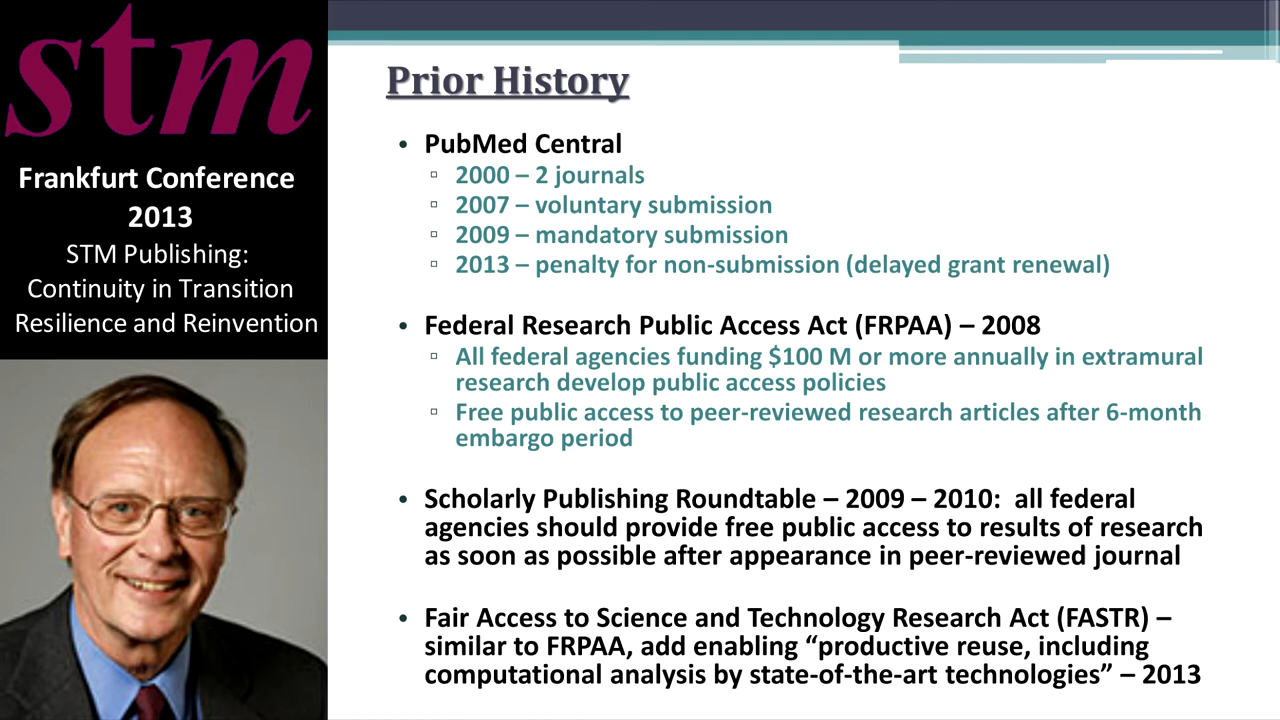 stm
Frankfurt Conference
2013
STM Publishing:
Continuity in Transition
Resilience and Reinvention
Prior History
• PubMed Central
▫ 2000 – 2 journals
▫ 2007 – voluntary submission
▫ 2009 – mandatory submission
▫ 2013 – penalty for non-submission (delayed grant renewal)
• Federal Research Public Access Act (FRPAA) – 2008
▫ All federal agencies funding $100 M or more annually in extramural
research develop public access policies
▫ Free public access to peer-reviewed research articles after 6-month
embargo period
• Scholarly Publishing Roundtable – 2009 – 2010:  all federal
agencies should provide free public access to results of research
as soon as possible after appearance in peer-reviewed journal
• Fair Access to Science and Technology Research Act (FASTR) –
similar to FRPAA, add enabling “productive reuse, including
computational analysis by state-of-the-art technologies” – 2013